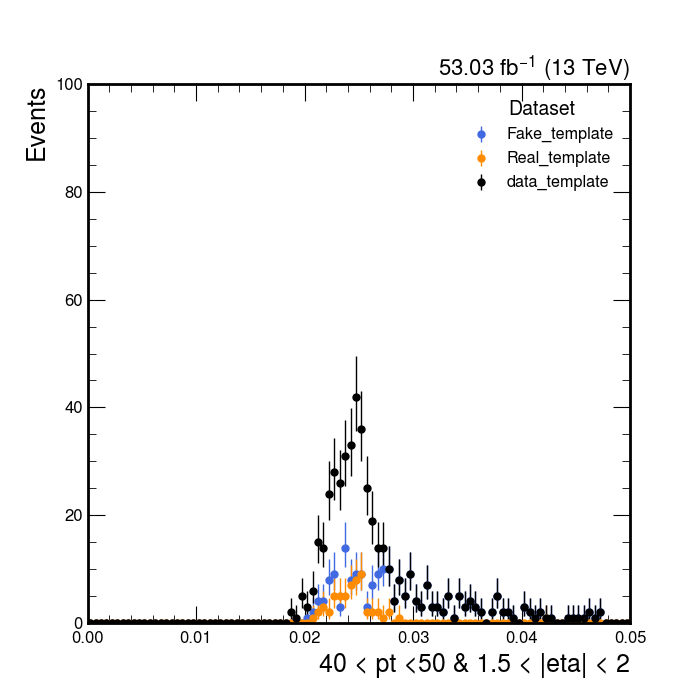 53.03 fb⁻¹ (13 TeV)
Events
100
80
60
40
20
0
Dataset
Fake_template
Real_template
data_template
0.00 0.01 0.02 0.03 0.04 0.05
40 < pt <50 & 1.5 < |eta| < 2